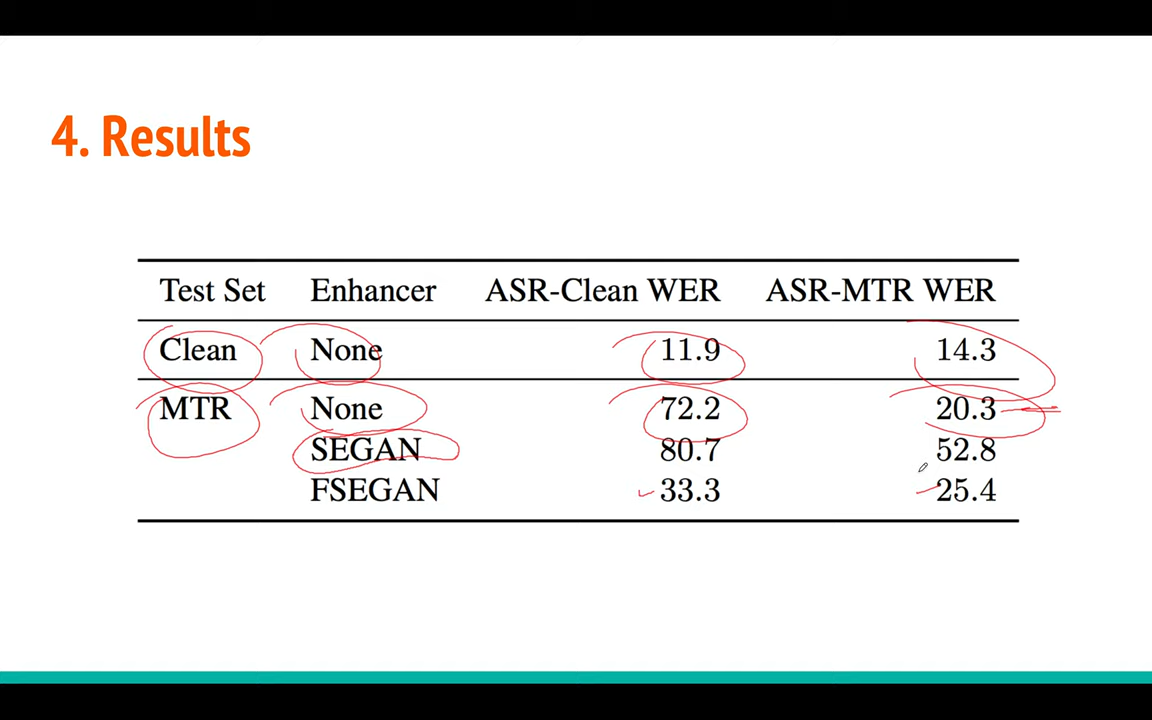 4. Results
Test Set Enhancer ASR-Clean WER ASR-MTR WER
Clean None 11.9 14.3
MTR None 72.2 20.3
SEGAN 80.7 52.8
FSEGAN 33.3 25.4